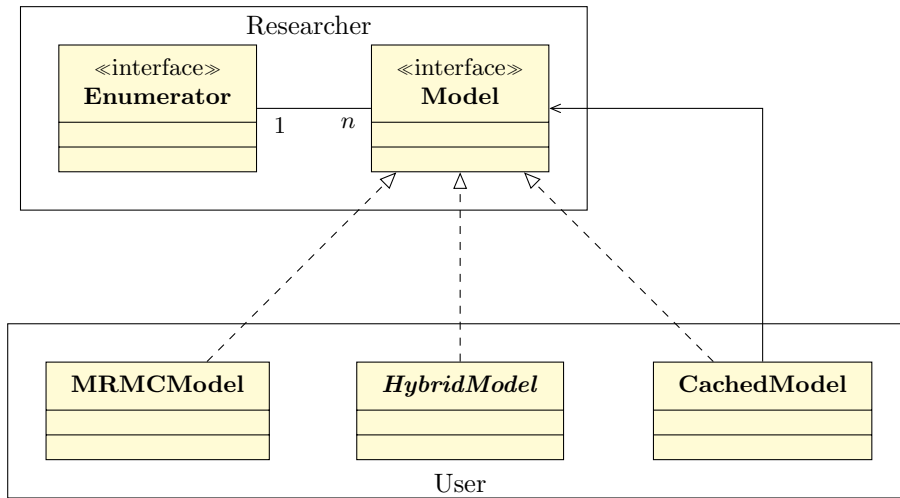 Researcher
≪interface≫
Enumerator
≪interface≫
Model
1
n
MRMCModel
HybridModel
CachedModel
User